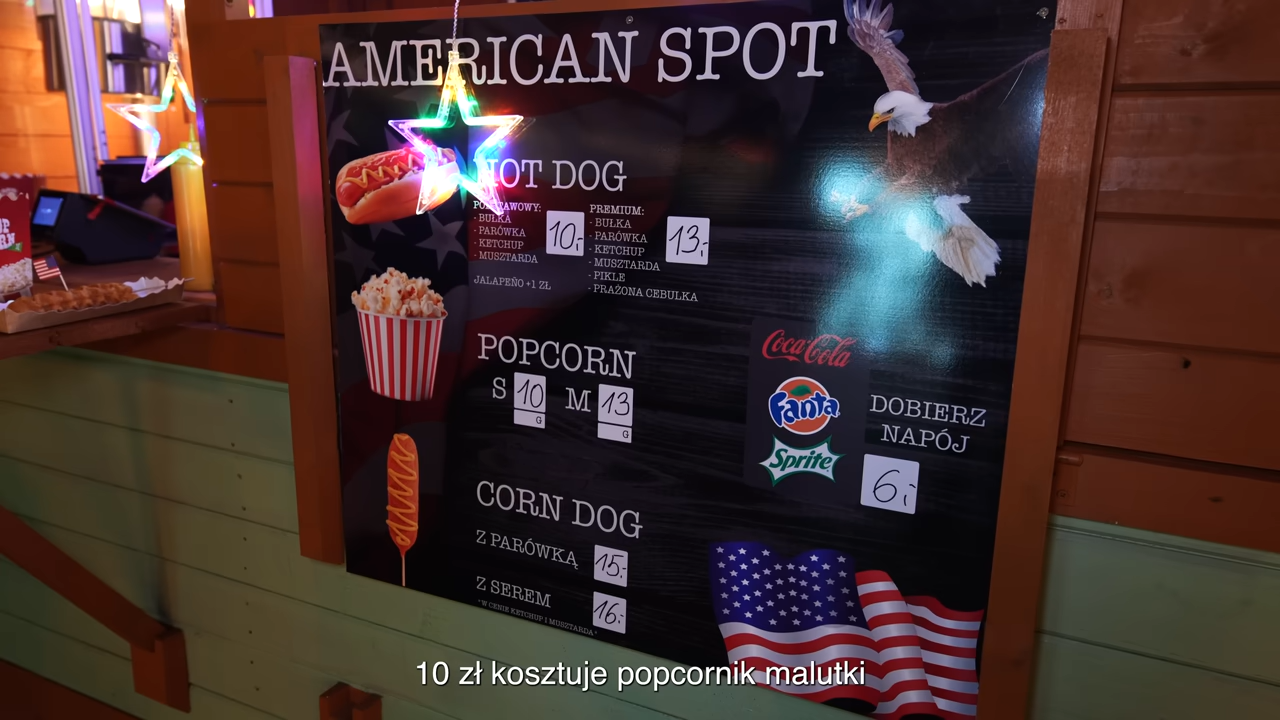 AMERICAN SPOT
HOT DOG
PODSTAWOWY:
- BUŁKA
- PARÓWKA
- KETCHUP
- MUSZTARDA
10,-
JALAPEÑO +1 ZŁ
PREMIUM:
- BUŁKA
- PARÓWKA
- KETCHUP
- MUSZTARDA
- PIKLE
- PRAŻONA CEBULKA
13,-
POPCORN
S 10 G M 13 G
CORN DOG
Z PARÓWKĄ 15,-
Z SEREM 16,-
*W CENIE KETCHUP I MUSZTARDA*
Coca-Cola
Fanta
Sprite
DOBIERZ
NAPÓJ
6,-
10 zł kosztuje popcornik malutki